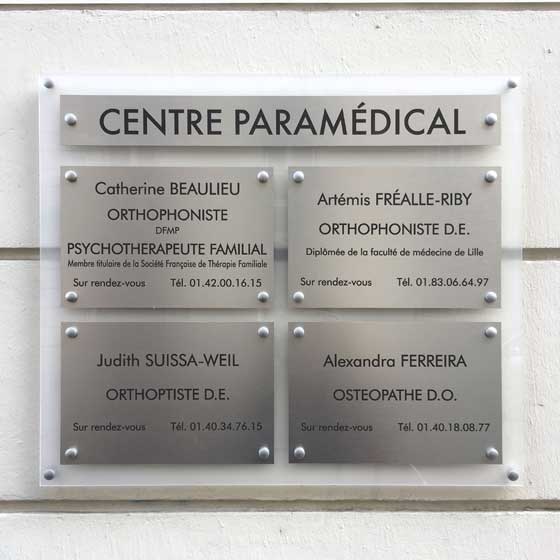 CENTRE PARAMÉDICAL
Catherine BEAULIEU
ORTHOPHONISTE
DFMP
PSYCHOTHERAPEUTE FAMILIAL
Membre titulaire de la Société Française de Thérapie Familiale
Sur rendez-vous Tél. 01.42.00.16.15
Artémis FRÉALLE-RIBY
ORTHOPHONISTE D.E.
Diplômée de la faculté de médecine de Lille
Sur rendez-vous Tél. 01.83.06.64.97
Judith SUISSA-WEIL
ORTHOPTISTE D.E.
Sur rendez-vous Tél. 01.40.34.76.15
Alexandra FERREIRA
OSTEOPATHE D.O.
Sur rendez-vous Tél. 01.40.18.08.77